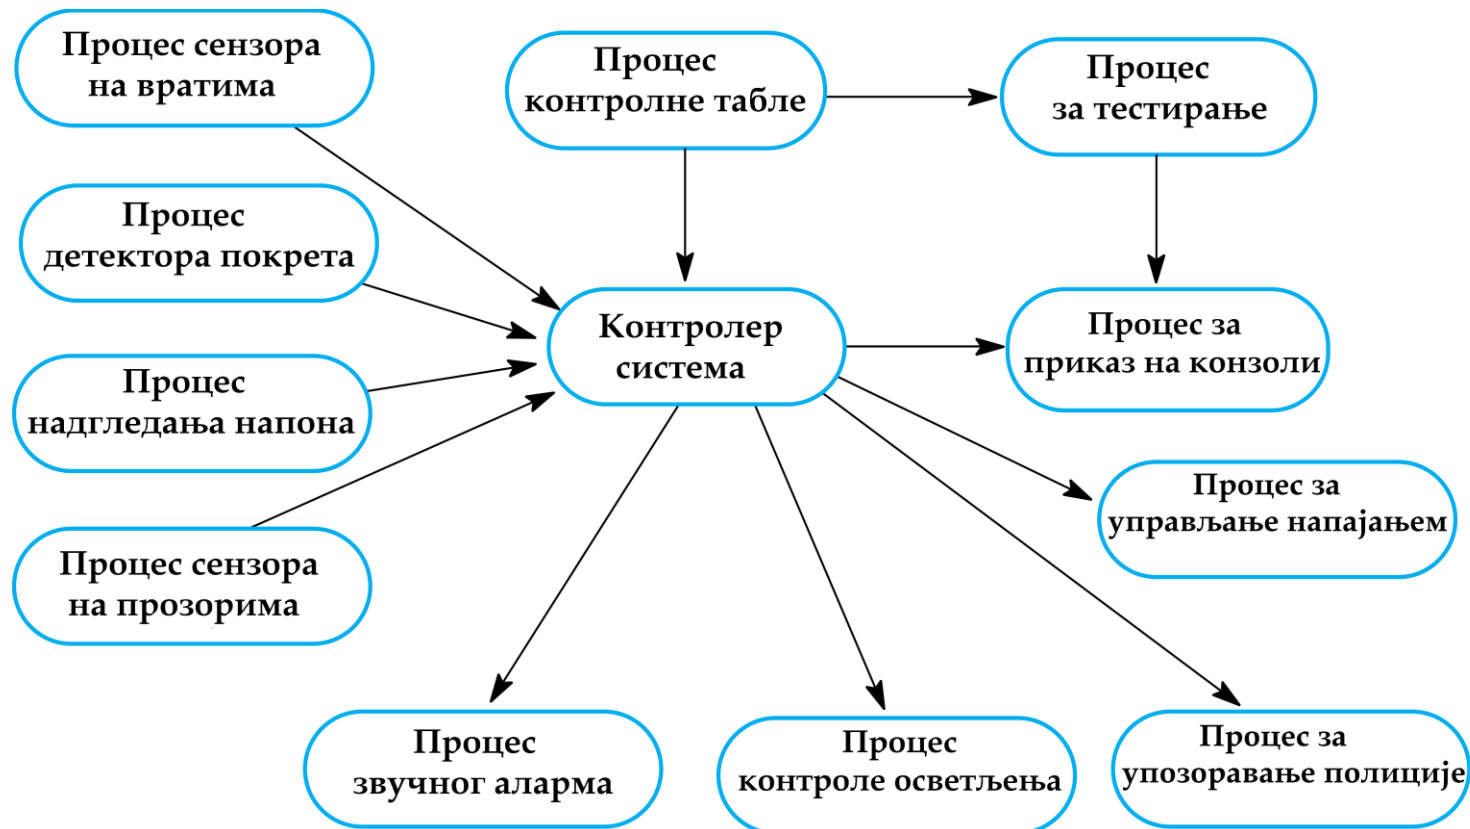 Процес сензора
на вратима
Процес
контролне табле
Процес
за тестирање
Процес
детектора покрета
Контролер
система
Процес за
приказ на конзоли
Процес
надгледања напона
Процес за
управљање напајањем
Процес сензора
на прозорима
Процес
звучног аларма
Процес
контроле осветљења
Процес за
упозоравање полиције